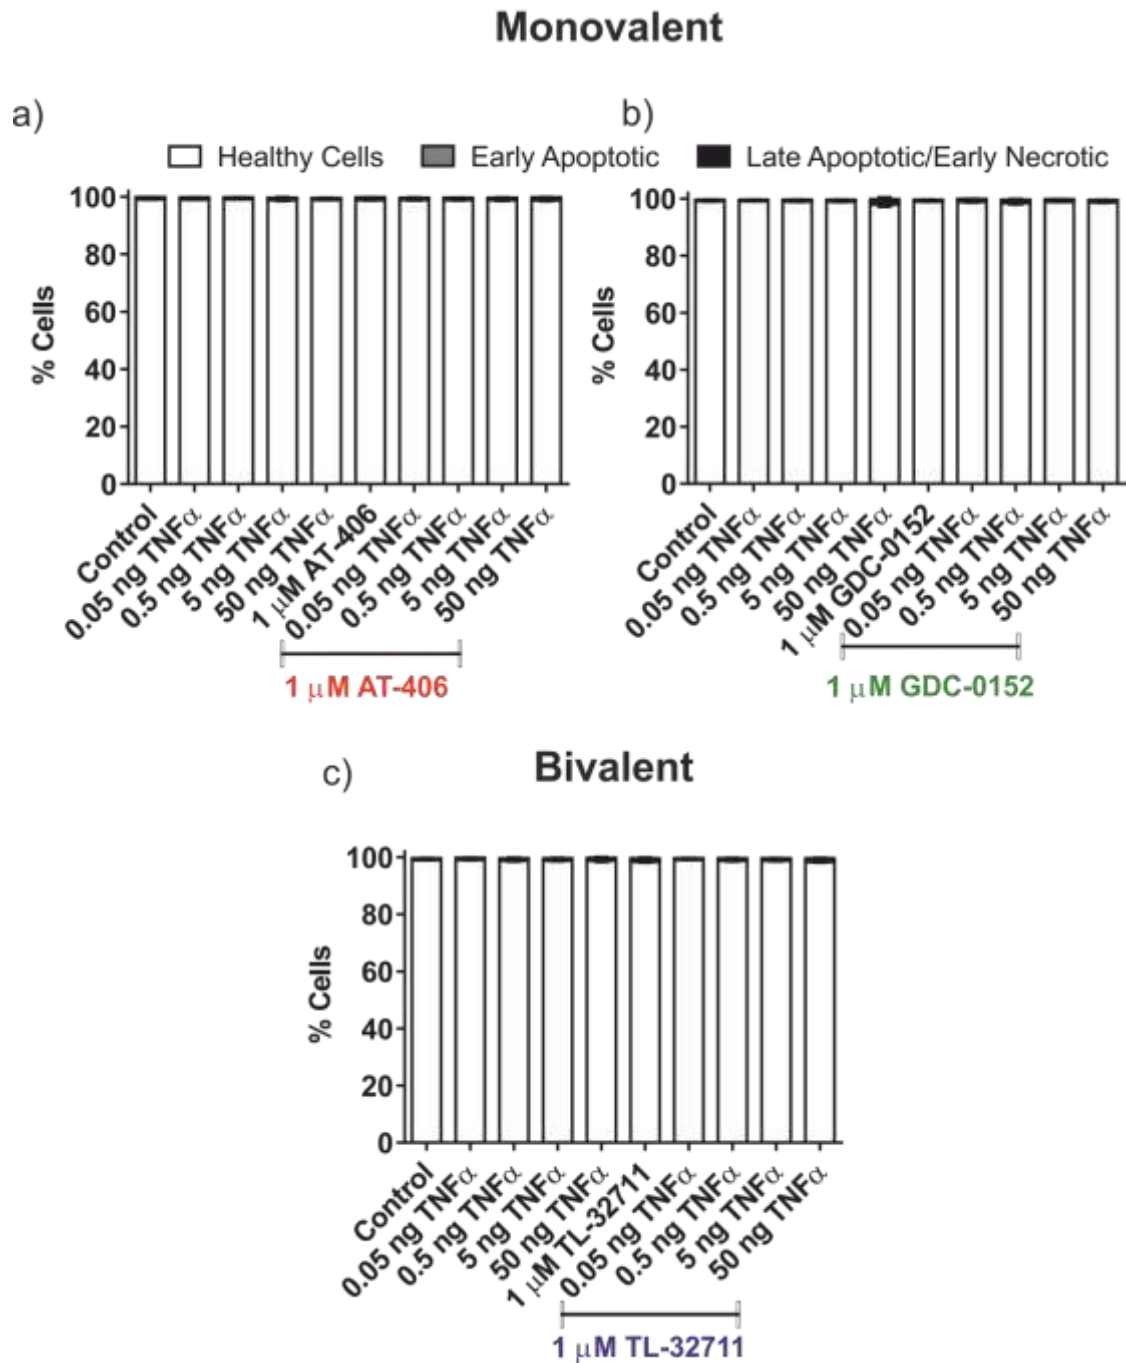 Monovalent
a)
b)
Healthy Cells
Early Apoptotic
Late Apoptotic/Early Necrotic
100
80
60
40
20
0
% Cells
Control
0.05 ng TNFα
0.5 ng TNFα
5 ng TNFα
50 ng TNFα
1 μM AT-406
0.05 ng TNFα
0.5 ng TNFα
5 ng TNFα
50 ng TNFα
1 μM AT-406
100
80
60
40
20
0
% Cells
Control
0.05 ng TNFα
0.5 ng TNFα
5 ng TNFα
50 ng TNFα
1 μM GDC-0152
0.05 ng TNFα
0.5 ng TNFα
5 ng TNFα
50 ng TNFα
1 μM GDC-0152
c)
Bivalent
100
80
60
40
20
0
% Cells
Control
0.05 ng TNFα
0.5 ng TNFα
5 ng TNFα
50 ng TNFα
1 μM TL-32711
0.05 ng TNFα
0.5 ng TNFα
5 ng TNFα
50 ng TNFα
1 μM TL-32711